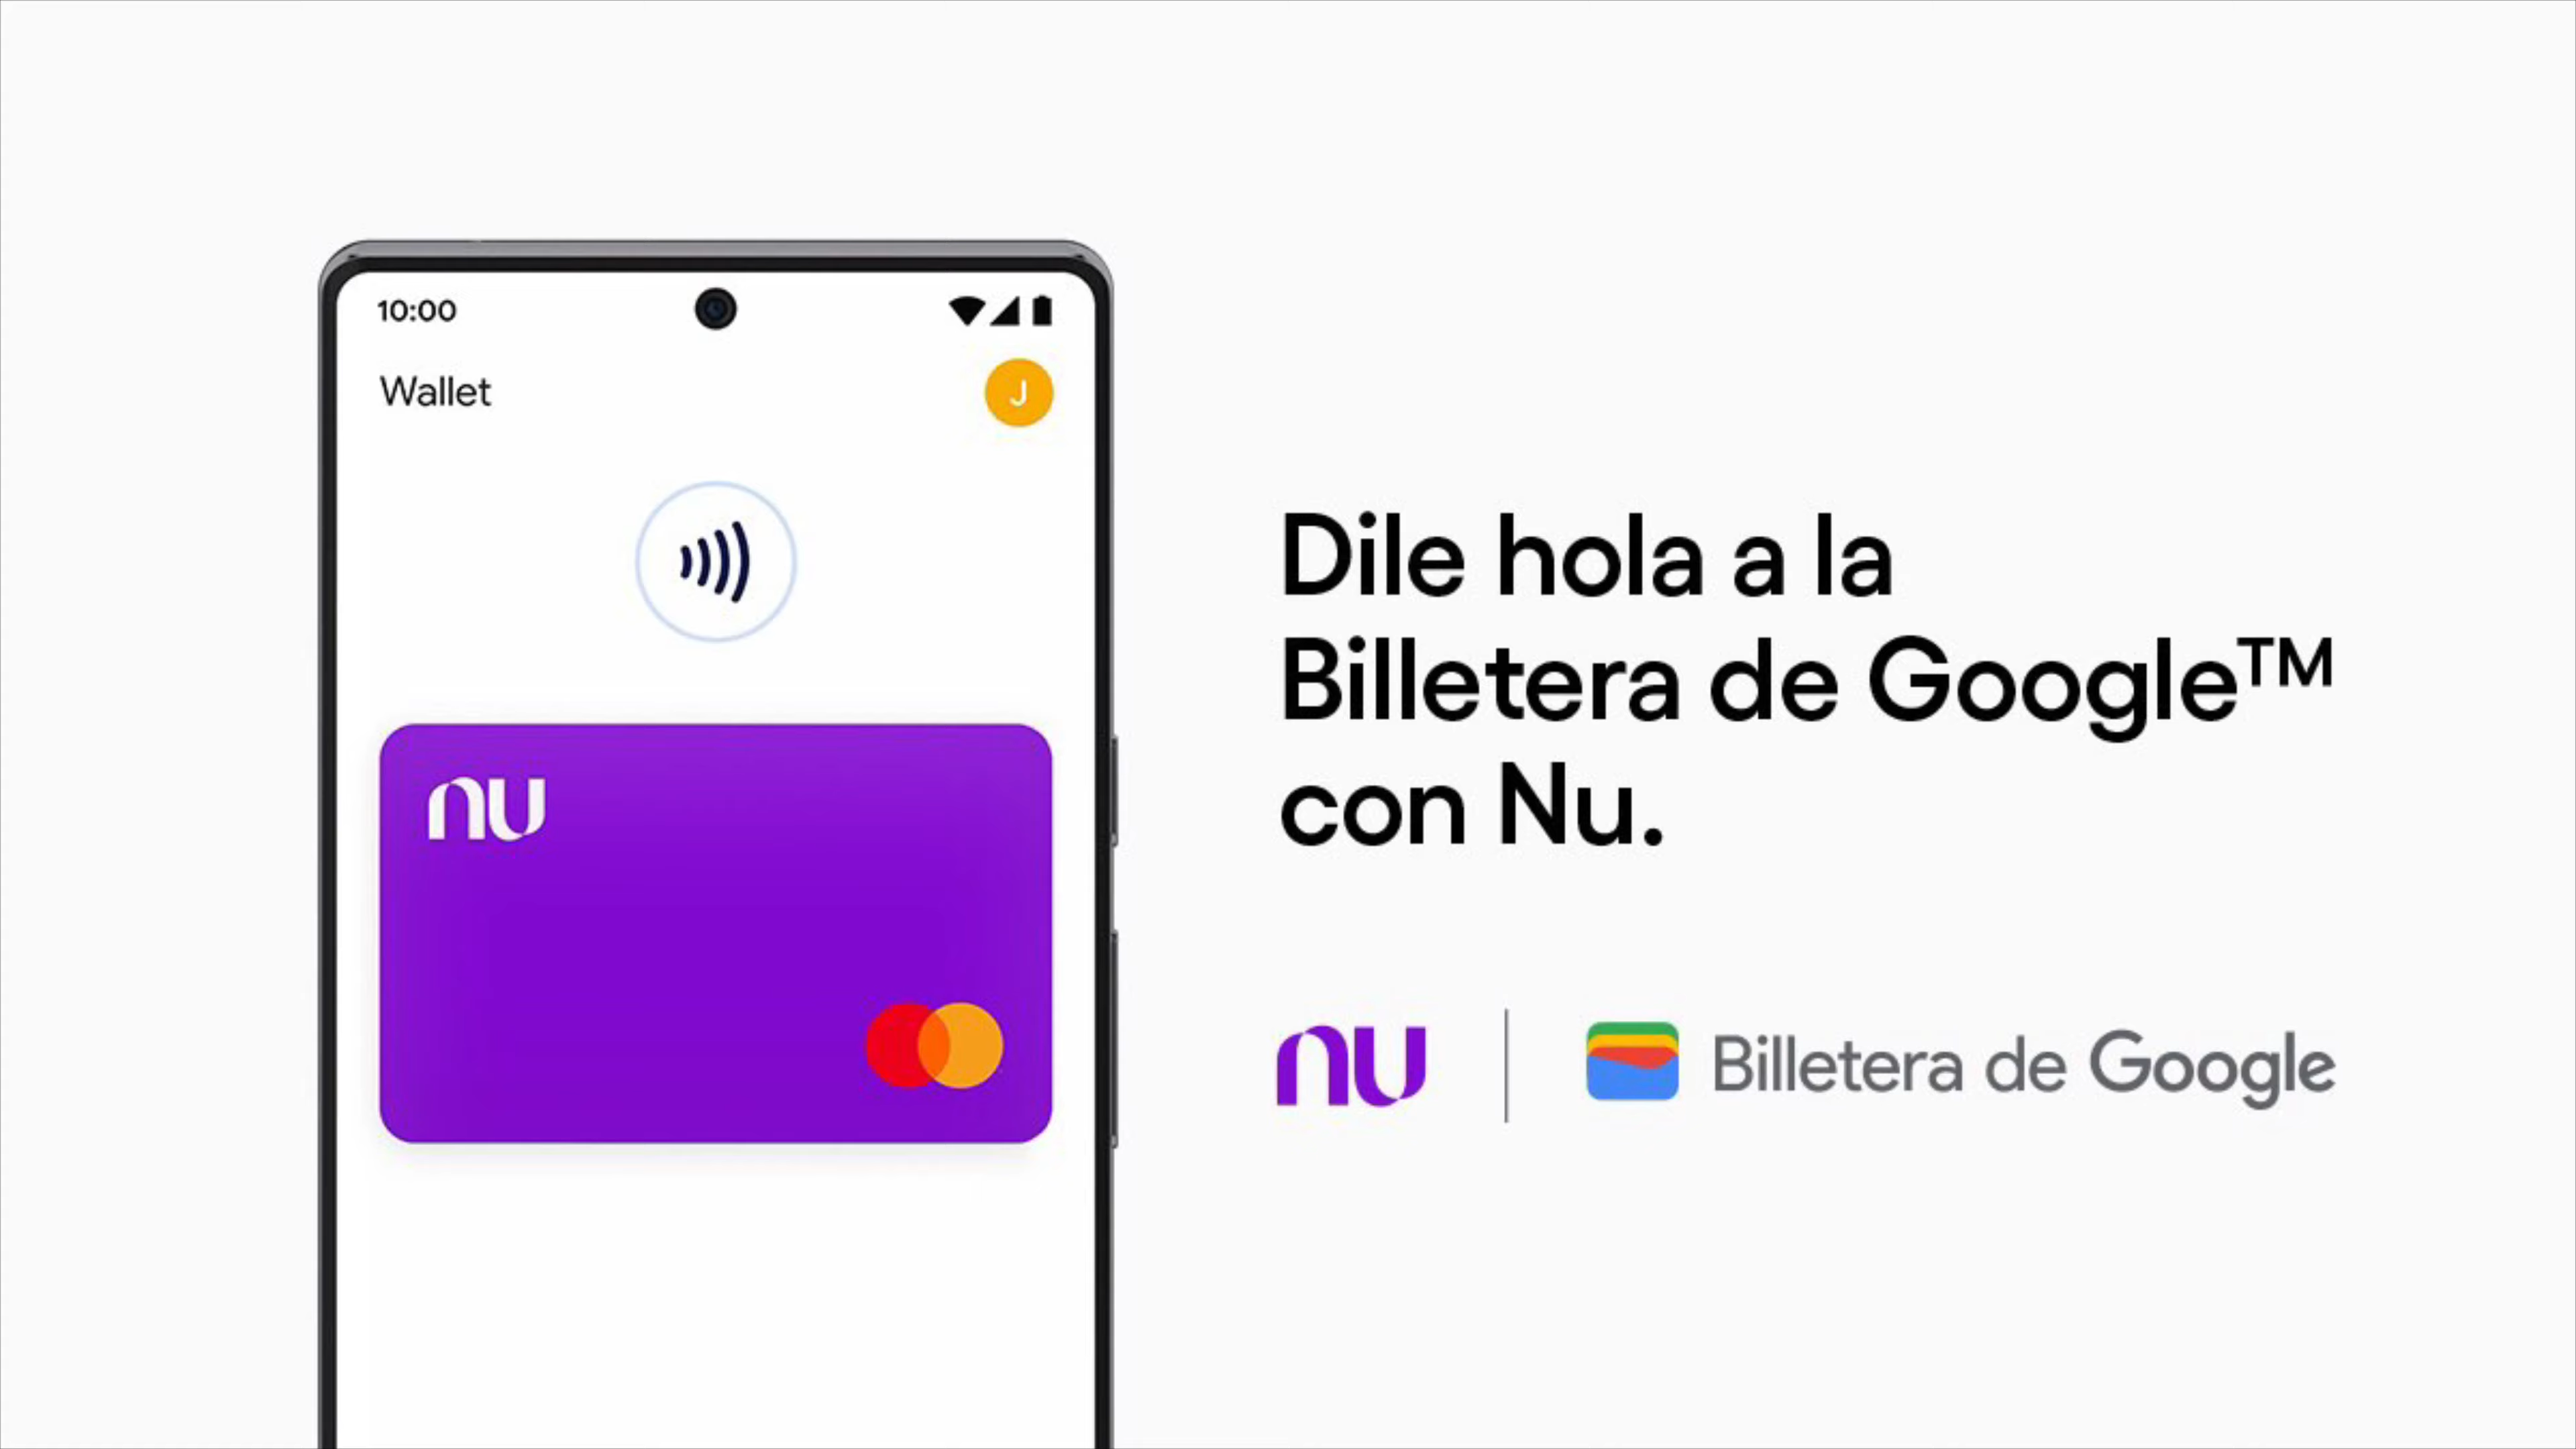 10:00
Wallet
J
nu
Dile hola a la
Billetera de Google™
con Nu.
nu
Billetera de Google